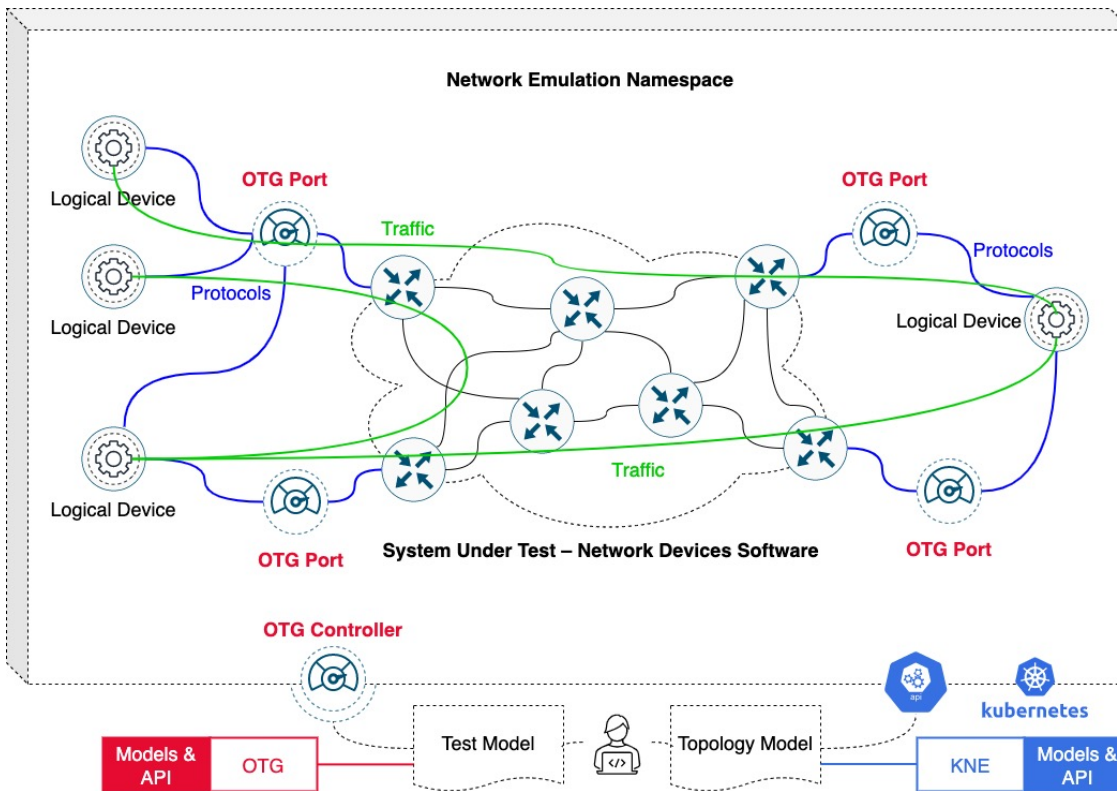 Network Emulation Namespace
Logical Device
OTG Port
Traffic
OTG Port
Protocols
Protocols
Logical Device
Logical Device
Logical Device
Traffic
OTG Port
System Under Test – Network Devices Software
OTG Port
OTG Controller
api
kubernetes
Models &
API
OTG
Test Model
</>
Topology Model
KNE
Models &
API